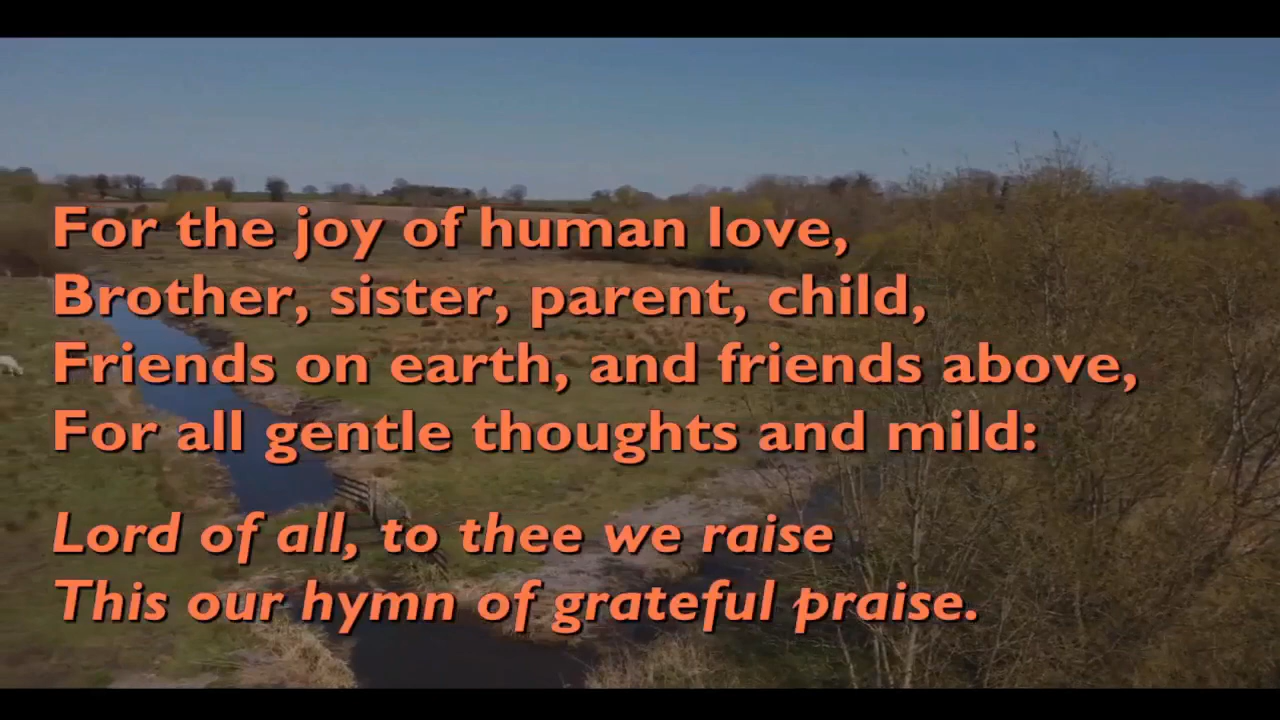 For the joy of human love,
Brother, sister, parent, child,
Friends on earth, and friends above,
For all gentle thoughts and mild:
Lord of all, to thee we raise
This our hymn of grateful praise.